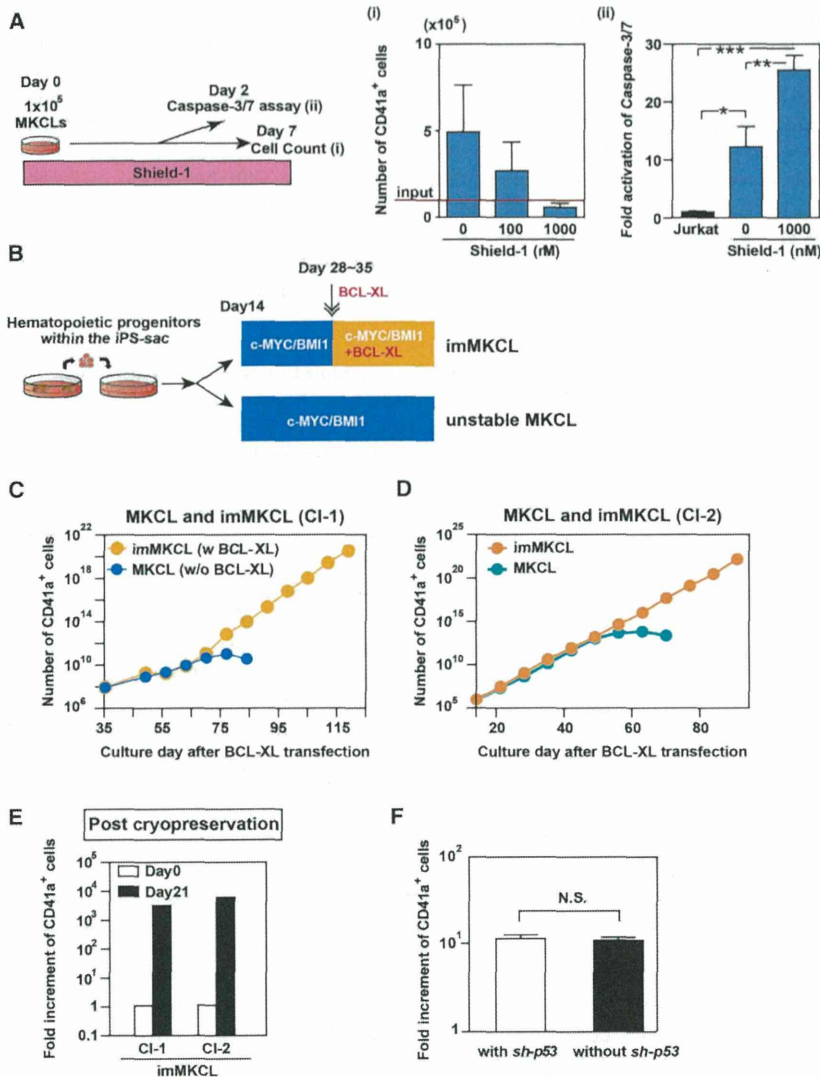 A
Day 0
1x10⁵
MKCLs
Day 2
Caspase-3/7 assay (ii)
Day 7
Cell Count (i)
Shield-1
(i)
(x10⁵)
Number of CD41a⁺ cells
10
5
0
input
0 100 1000
Shield-1 (rM)
(ii)
Fold activation of Caspase-3/7
30
20
10
0
***
**
*
Jurkat 0 1000
Shield-1 (nM)
B
Day 28~35
BCL-XL
Day14
Hematopoietic progenitors
within the iPS-sac
c-MYC/BMI1
c-MYC/BMI1
+BCL-XL
imMKCL
c-MYC/BMI1
unstable MKCL
C
MKCL and imMKCL (Cl-1)
Number of CD41a⁺ cells
10²²
10¹⁸
10¹⁴
10¹⁰
10⁶
imMKCL (w BCL-XL)
MKCL (w/o BCL-XL)
35 55 75 95 115
Culture day after BCL-XL transfection
D
MKCL and imMKCL (Cl-2)
Number of CD41a⁺ cells
10²⁵
10²⁰
10¹⁵
10¹⁰
10⁵
imMKCL
MKCL
20 40 60 80
Culture day after BCL-XL transfection
E
Post cryopreservation
Fold increment of CD41a⁺ cells
10⁵
10⁴
10³
10²
10¹
1
0.1
Day0
Day21
Cl-1 Cl-2
imMKCL
F
Fold increment of CD41a⁺ cells
10²
10¹
1
N.S.
with sh-p53 without sh-p53